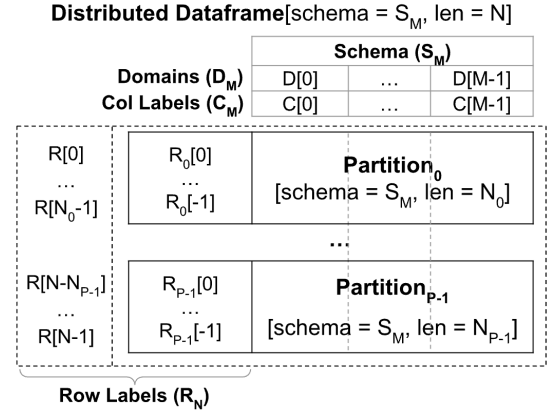 Distributed Dataframe[schema = S_M, len = N]
Schema (S_M)
Domains (D_M) D[0] ... D[M-1]
Col Labels (C_M) C[0] ... C[M-1]
R[0] R_0[0] Partition_0
... ... [schema = S_M, len = N_0]
R[N_0-1] R_0[-1]
...
R[N-N_P-1] R_P-1[0] Partition_P-1
... ...
R[N-1] R_P-1[-1] [schema = S_M, len = N_P-1]
Row Labels (R_N)